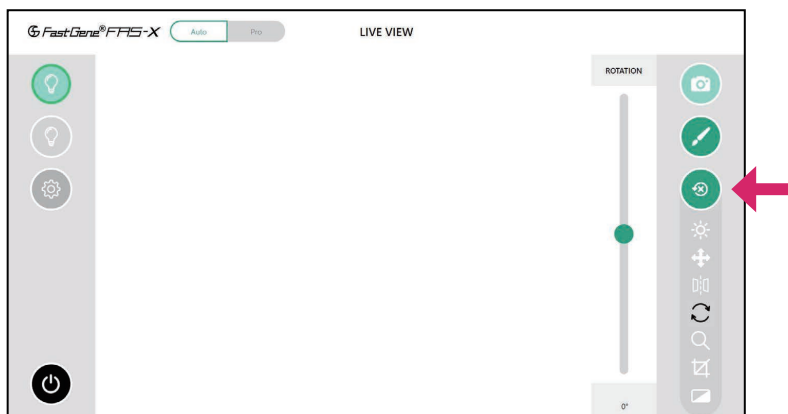 FastGene® FAS-X
Auto
Pro
LIVE VIEW
ROTATION
0°